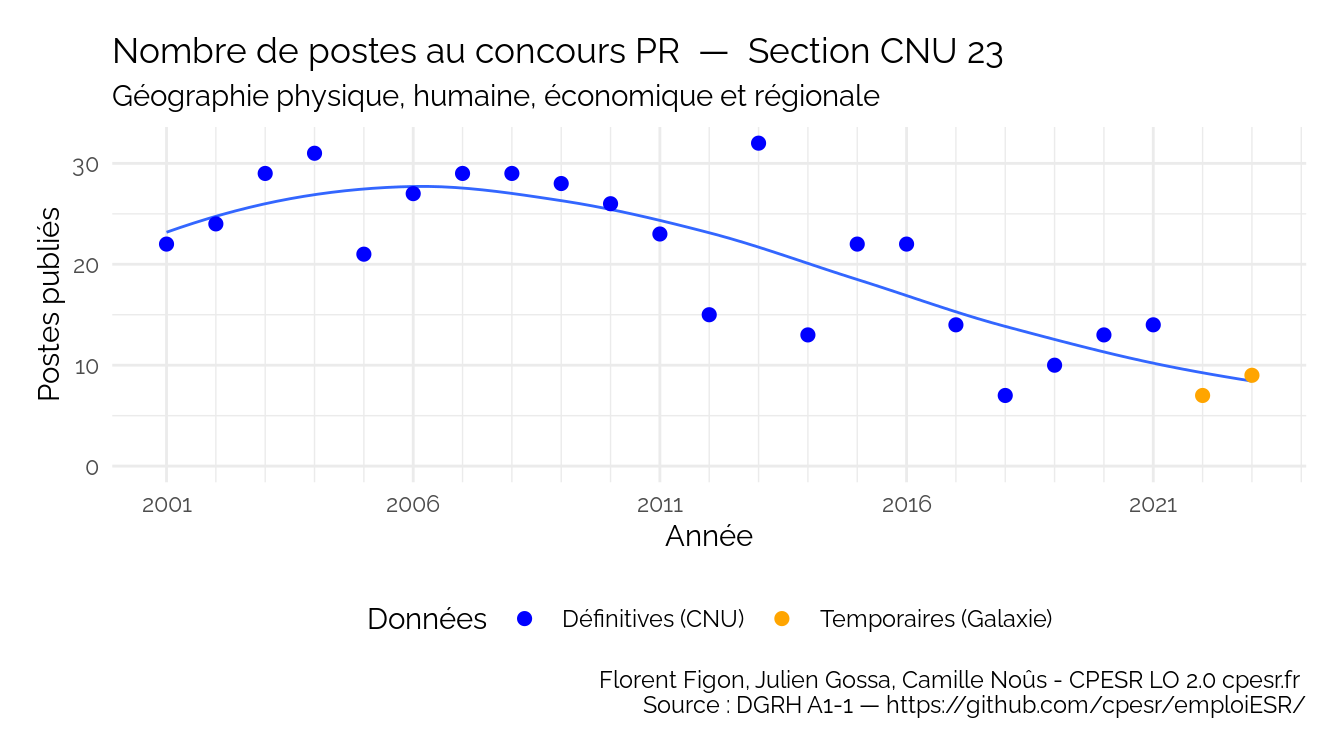 Nombre de postes au concours PR — Section CNU 23
Géographie physique, humaine, économique et régionale
Postes publiés
30
20
10
0
2001 2006 2011 2016 2021
Année
Données Définitives (CNU) Temporaires (Galaxie)
Florent Figon, Julien Gossa, Camille Noûs - CPESR LO 2.0 cpesr.fr
Source : DGRH A1-1 — https://github.com/cpesr/emploiESR/